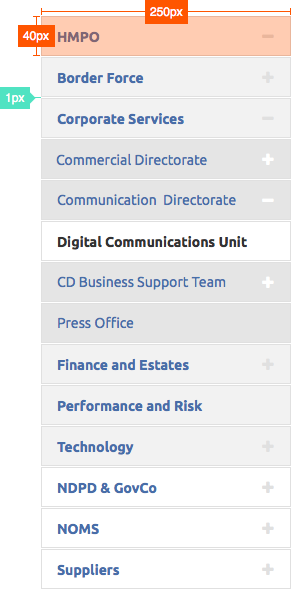 250px
40px
HMPO
Border Force
1px
Corporate Services
Commercial Directorate
Communication  Directorate
Digital Communications Unit
CD Business Support Team
Press Office
Finance and Estates
Performance and Risk
Technology
NDPD & GovCo
NOMS
Suppliers